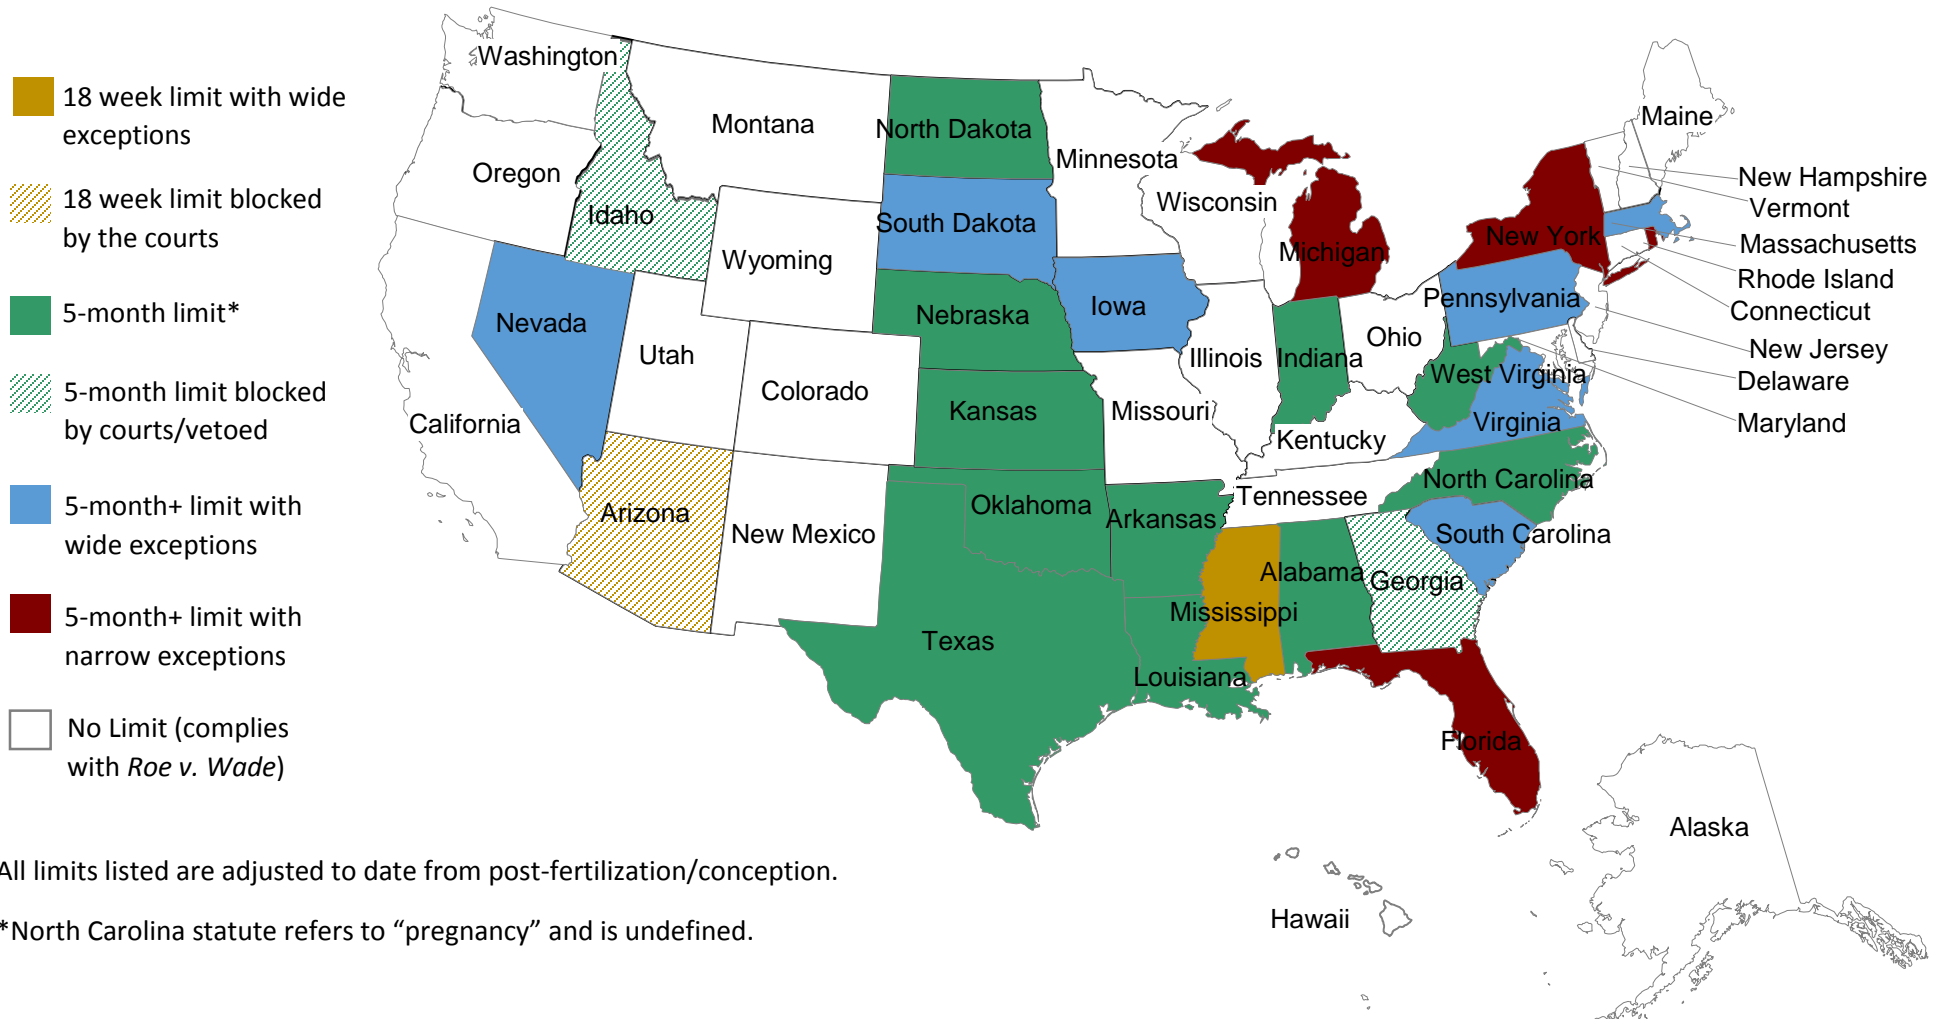 18 week limit with wide
exceptions
18 week limit blocked
by the courts
5-month limit*
5-month limit blocked
by courts/vetoed
5-month+ limit with
wide exceptions
5-month+ limit with
narrow exceptions
No Limit (complies
with Roe v. Wade)
Washington
Montana
North Dakota
Minnesota
Maine
Oregon
Idaho
South Dakota
Wisconsin
Michigan
New York
New Hampshire
Vermont
Massachusetts
Rhode Island
Connecticut
New Jersey
Delaware
Maryland
Wyoming
Nebraska
Iowa
Pennsylvania
Nevada
Utah
Illinois
Indiana
Ohio
West Virginia
Virginia
California
Colorado
Kansas
Missouri
Kentucky
North Carolina
Arizona
New Mexico
Oklahoma
Arkansas
Tennessee
South Carolina
Alabama
Georgia
Mississippi
Texas
Louisiana
Florida
Alaska
Hawaii
All limits listed are adjusted to date from post-fertilization/conception.
*North Carolina statute refers to “pregnancy” and is undefined.